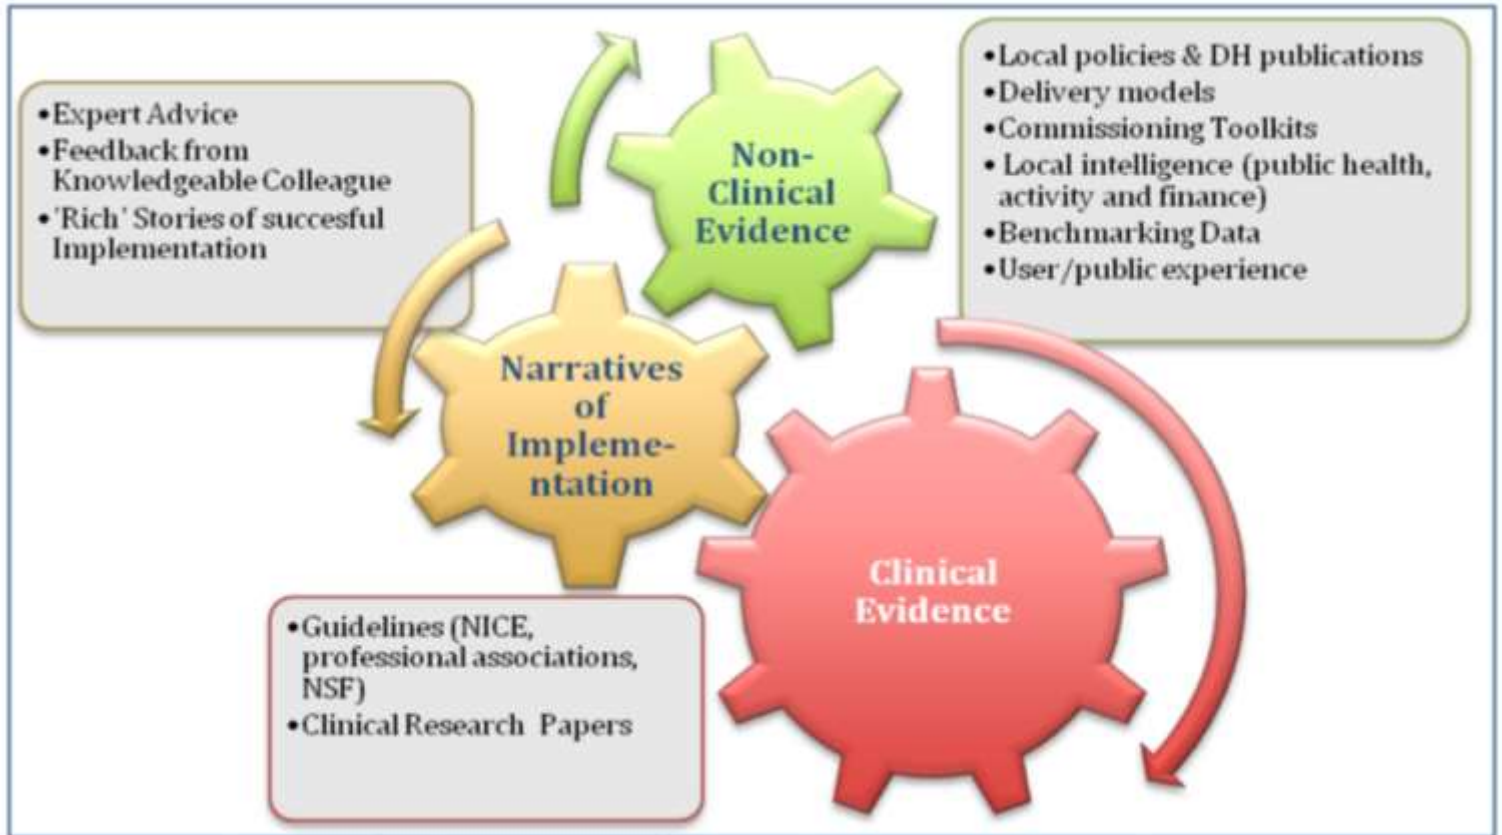 •Expert Advice
•Feedback from
Knowledgeable Colleague
•'Rich' Stories of succesful
Implementation
Non-
Clinical
Evidence
•Local policies & DH publications
•Delivery models
•Commissioning Toolkits
• Local intelligence (public health,
activity and finance)
•Benchmarking Data
•User/public experience
Narratives
of
Impleme-
ntation
Clinical
Evidence
•Guidelines (NICE,
professional associations,
NSF)
•Clinical Research Papers